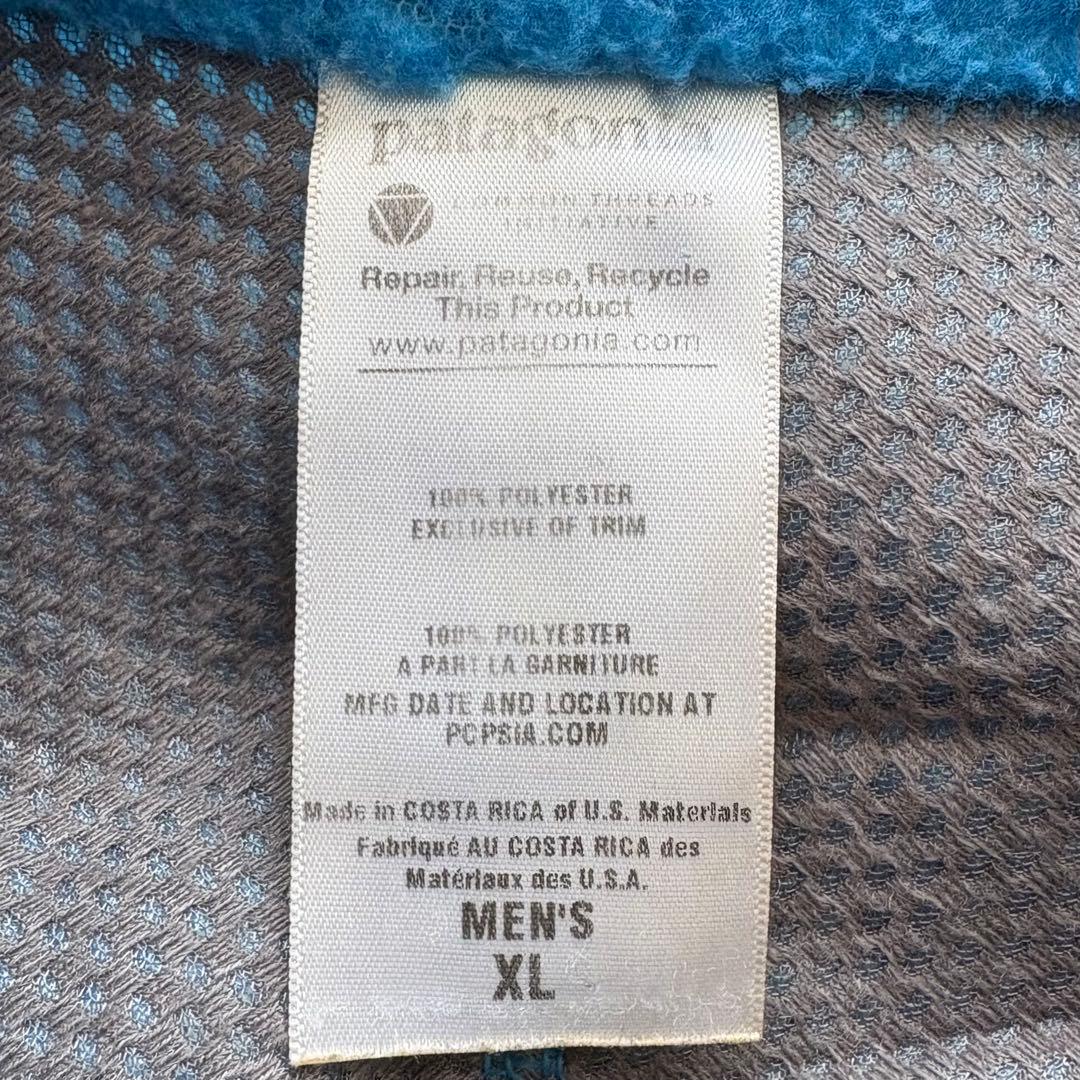 patagonia
COMMON THREADS
INITIATIVE
Repair, Reuse, Recycle
This Product
www.patagonia.com
100% POLYESTER
EXCLUSIVE OF TRIM
100% POLYESTER
A PART LA GARNITURE
MFG DATE AND LOCATION AT
PCPSIA.COM
Made in COSTA RICA of U.S. Materials
Fabriqué AU COSTA RICA des
Matériaux des U.S.A.
MEN'S
XL